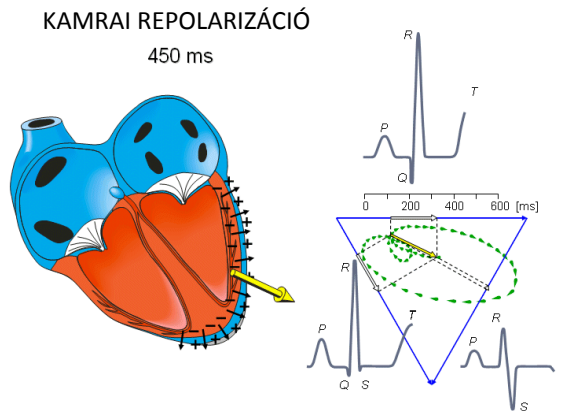 KAMRAI REPOLARIZÁCIÓ
450 ms
R
T
P
Q
0 200 400 600 [ms]
R
P
T
Q S
R
P
S